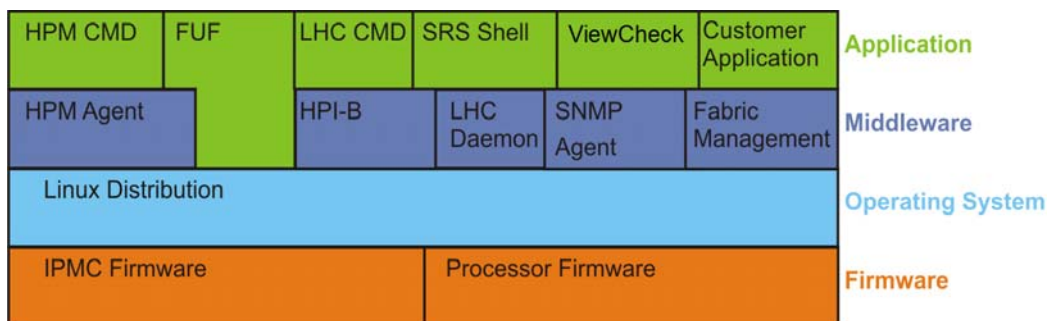 HPM CMD
FUF
LHC CMD
SRS Shell
ViewCheck
Customer
Application
Application
HPM Agent
HPI-B
LHC
Daemon
SNMP
Agent
Fabric
Management
Middleware
Linux Distribution
Operating System
IPMC Firmware
Processor Firmware
Firmware